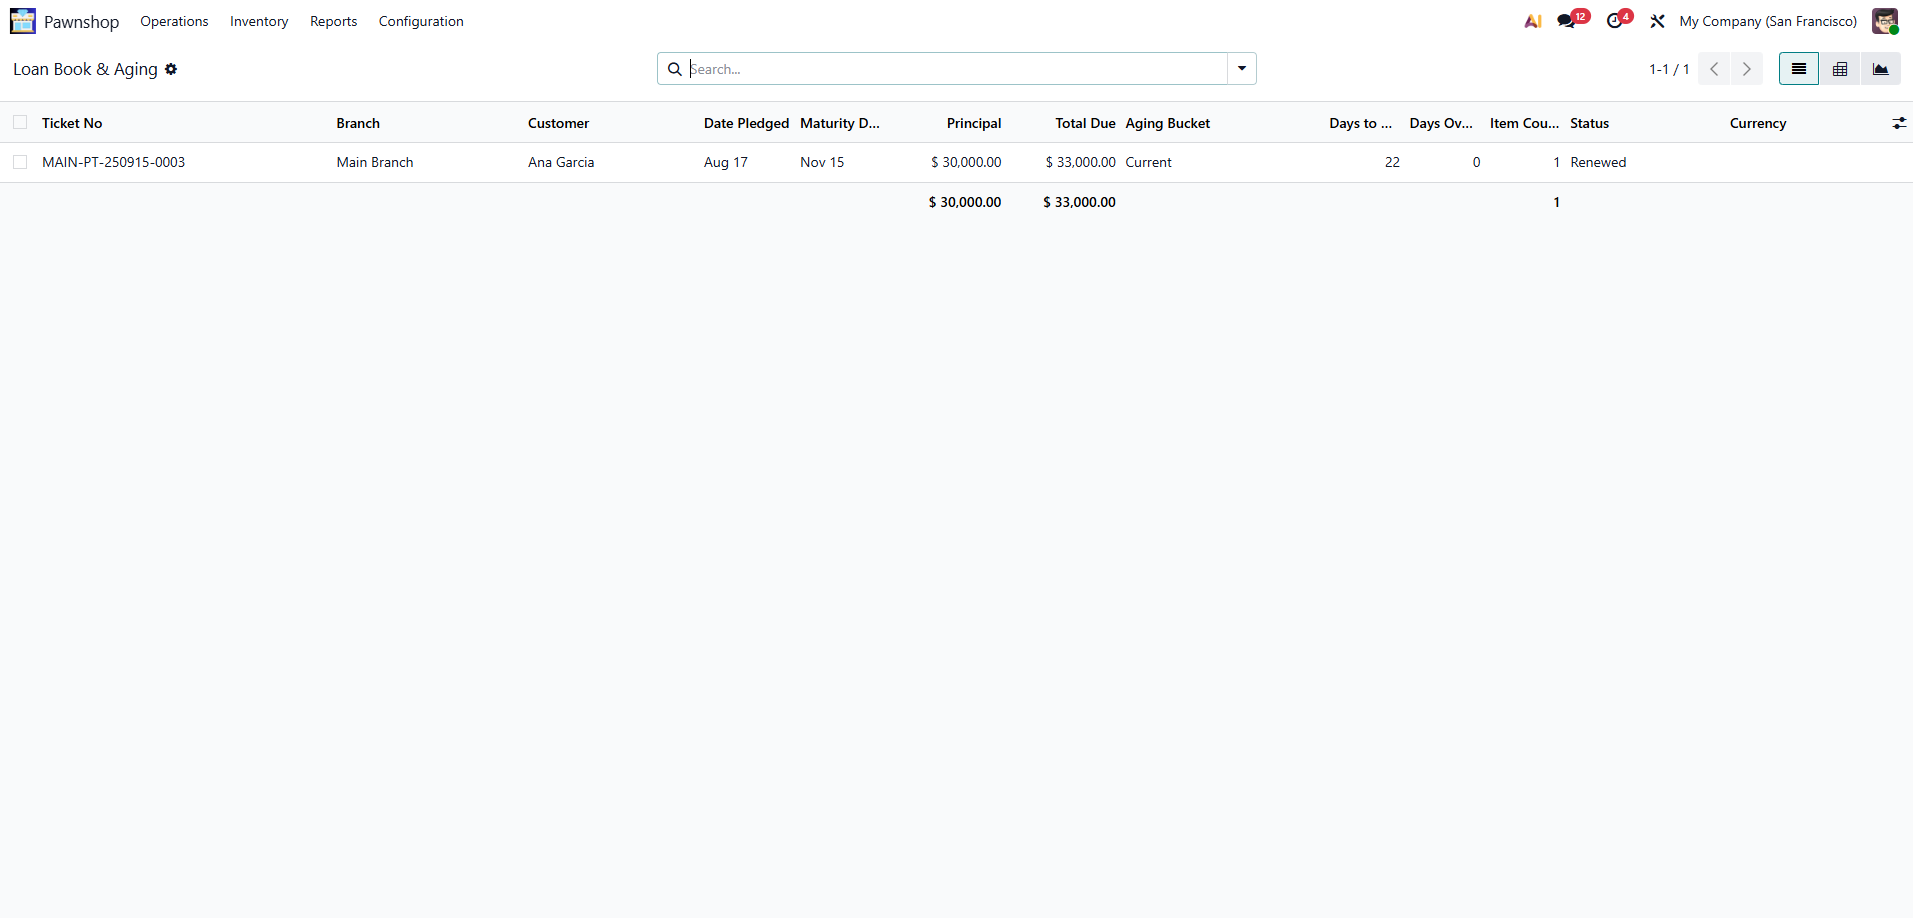 Pawnshop Operations Inventory Reports Configuration AI 12 4 My Company (San Francisco)
Loan Book & Aging Search... 1-1 / 1
Ticket No Branch Customer Date Pledged Maturity D... Principal Total Due Aging Bucket Days to ... Days Ov... Item Cou... Status Currency
MAIN-PT-250915-0003 Main Branch Ana Garcia Aug 17 Nov 15 $ 30,000.00 $ 33,000.00 Current 22 0 1 Renewed
$ 30,000.00 $ 33,000.00 1